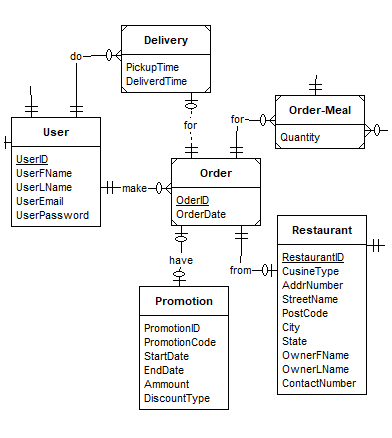 Delivery
PickupTime
DeliverdTime
do
for
User
UserID
UserFName
UserLName
UserEmail
UserPassword
make
Order
OderID
OrderDate
for
Order-Meal
Quantity
have
from
Promotion
PromotionID
PromotionCode
StartDate
EndDate
Ammount
DiscountType
Restaurant
RestaurantID
CusineType
AddrNumber
StreetName
PostCode
City
State
OwnerFName
OwnerLName
ContactNumber